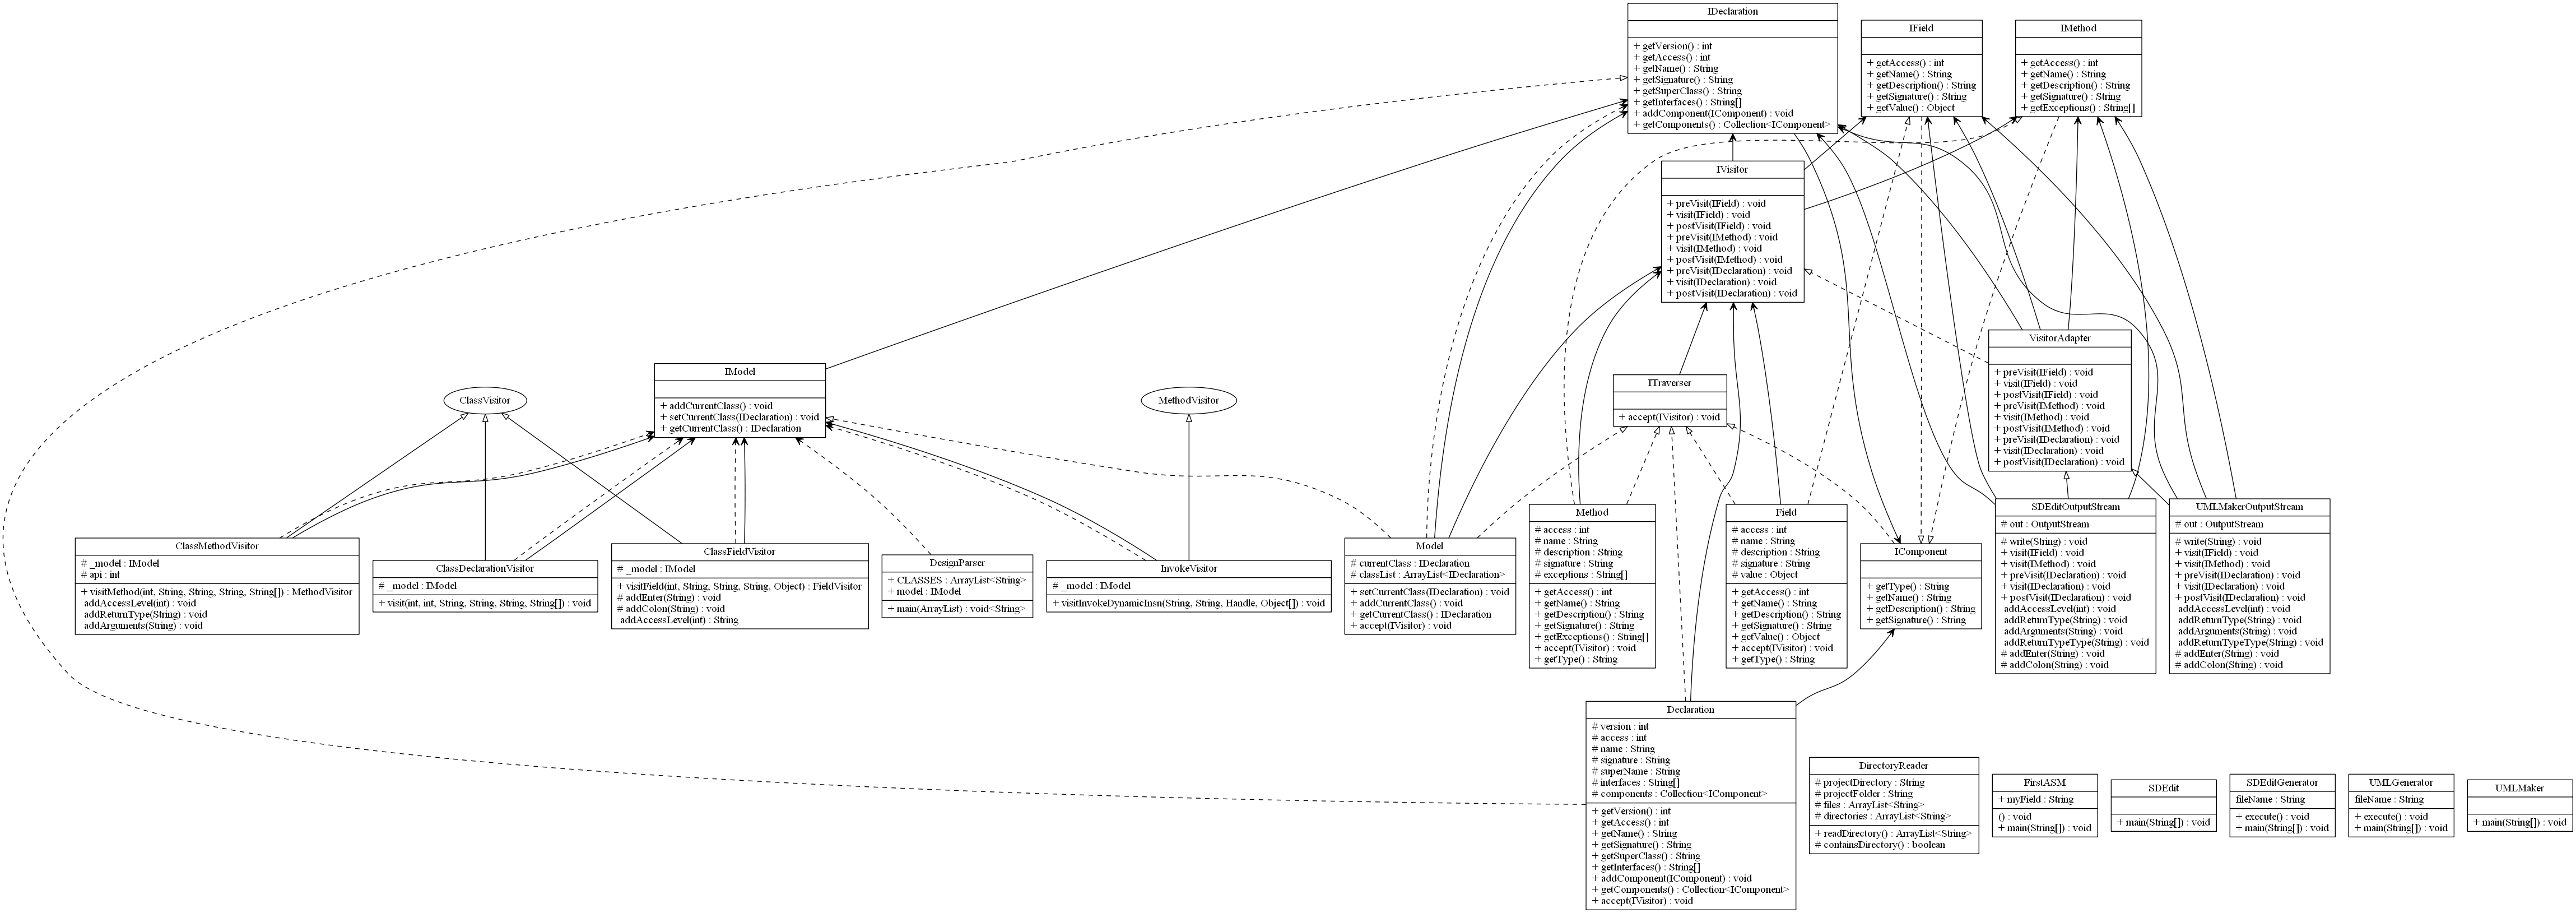 IDeclaration
+ getVersion() : int
+ getAccess() : int
+ getName() : String
+ getSignature() : String
+ getSuperClass() : String
+ getInterfaces() : String[]
+ addComponent(IComponent) : void
+ getComponents() : Collection<IComponent>
IField
+ getAccess() : int
+ getName() : String
+ getDescription() : String
+ getSignature() : String
+ getValue() : Object
IMethod
+ getAccess() : int
+ getName() : String
+ getDescription() : String
+ getSignature() : String
+ getExceptions() : String[]
IVisitor
+ preVisit(IField) : void
+ visit(IField) : void
+ postVisit(IField) : void
+ preVisit(IMethod) : void
+ visit(IMethod) : void
+ postVisit(IMethod) : void
+ preVisit(IDeclaration) : void
+ visit(IDeclaration) : void
+ postVisit(IDeclaration) : void
VisitorAdapter
+ preVisit(IField) : void
+ visit(IField) : void
+ postVisit(IField) : void
+ preVisit(IMethod) : void
+ visit(IMethod) : void
+ postVisit(IMethod) : void
+ preVisit(IDeclaration) : void
+ visit(IDeclaration) : void
+ postVisit(IDeclaration) : void
ClassVisitor
IModel
+ addCurrentClass() : void
+ setCurrentClass(IDeclaration) : void
+ getCurrentClass() : IDeclaration
MethodVisitor
ITraverser
+ accept(IVisitor) : void
ClassMethodVisitor
# _model : IModel
# api : int
+ visitMethod(int, String, String, String, String[]) : MethodVisitor
addAccessLevel(int) : void
addReturnType(String) : void
addArguments(String) : void
ClassDeclarationVisitor
# _model : IModel
+ visit(int, int, String, String, String, String[]) : void
ClassFieldVisitor
# _model : IModel
+ visitField(int, String, String, String, Object) : FieldVisitor
# addEnter(String) : void
# addColon(String) : void
addAccessLevel(int) : String
DesignParser
+ CLASSES : ArrayList<String>
+ model : IModel
+ main(ArrayList) : void<String>
InvokeVisitor
# _model : IModel
+ visitInvokeDynamicInsn(String, String, Handle, Object[]) : void
Model
# currentClass : IDeclaration
# classList : ArrayList<IDeclaration>
+ setCurrentClass(IDeclaration) : void
+ addCurrentClass() : void
+ getCurrentClass() : IDeclaration
+ accept(IVisitor) : void
Method
# access : int
# name : String
# description : String
# signature : String
# exceptions : String[]
+ getAccess() : int
+ getName() : String
+ getDescription() : String
+ getSignature() : String
+ getExceptions() : String[]
+ accept(IVisitor) : void
+ getType() : String
Field
# access : int
# name : String
# description : String
# signature : String
# value : Object
+ getAccess() : int
+ getName() : String
+ getDescription() : String
+ getSignature() : String
+ getValue() : Object
+ accept(IVisitor) : void
+ getType() : String
IComponent
+ getType() : String
+ getName() : String
+ getDescription() : String
+ getSignature() : String
SDEditOutputStream
# out : OutputStream
# write(String) : void
+ visit(IField) : void
+ visit(IMethod) : void
+ preVisit(IDeclaration) : void
+ visit(IDeclaration) : void
+ postVisit(IDeclaration) : void
addAccessLevel(int) : void
addReturnType(String) : void
addArguments(String) : void
addReturnTypeType(String) : void
# addEnter(String) : void
# addColon(String) : void
UMLMakerOutputStream
# out : OutputStream
# write(String) : void
+ visit(IField) : void
+ visit(IMethod) : void
+ preVisit(IDeclaration) : void
+ visit(IDeclaration) : void
+ postVisit(IDeclaration) : void
addAccessLevel(int) : void
addReturnType(String) : void
addArguments(String) : void
addReturnTypeType(String) : void
# addEnter(String) : void
# addColon(String) : void
Declaration
# version : int
# access : int
# name : String
# signature : String
# superName : String
# interfaces : String[]
# components : Collection<IComponent>
+ getVersion() : int
+ getAccess() : int
+ getName() : String
+ getSignature() : String
+ getSuperClass() : String
+ getInterfaces() : String[]
+ addComponent(IComponent) : void
+ getComponents() : Collection<IComponent>
+ accept(IVisitor) : void
DirectoryReader
# projectDirectory : String
# projectFolder : String
# files : ArrayList<String>
# directories : ArrayList<String>
+ readDirectory() : ArrayList<String>
# containsDirectory() : boolean
FirstASM
+ myField : String
() : void
+ main(String[]) : void
SDEdit
+ main(String[]) : void
SDEditGenerator
fileName : String
+ execute() : void
+ main(String[]) : void
UMLGenerator
fileName : String
+ execute() : void
+ main(String[]) : void
UMLMaker
+ main(String[]) : void